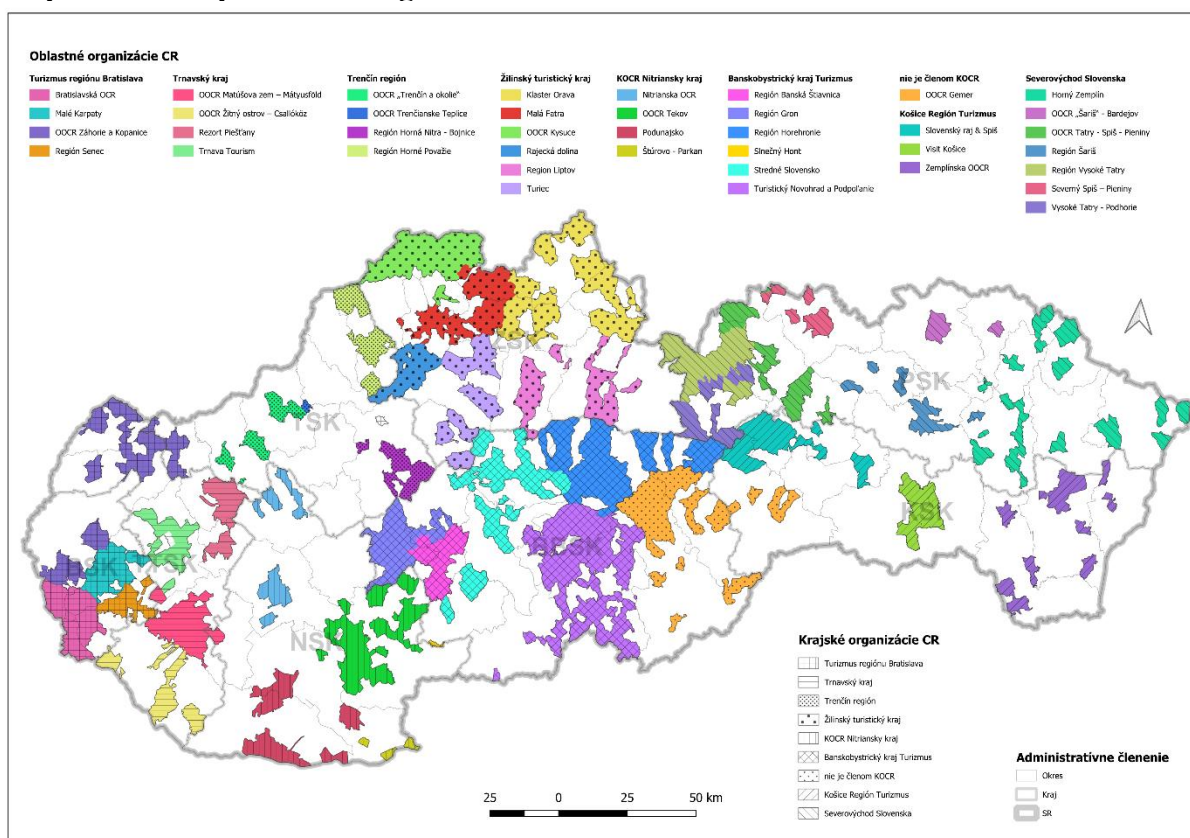 Oblastné organizácie CR
Turizmus regiónu Bratislava
Bratislavská OCR
Malé Karpaty
OOCR Záhorie a Kopanice
Región Senec
Trnavský kraj
OOCR Matúšova zem – Mátyusföld
OOCR Žitný ostrov – Csallóköz
Rezort Piešťany
Trnava Tourism
Trenčín región
OOCR „Trenčín a okolie"
OOCR Trenčianske Teplice
Región Horná Nitra - Bojnice
Región Horné Považie
Žilinský turistický kraj
Klaster Orava
Malá Fatra
OOCR Kysuce
Rajecká dolina
Region Liptov
Turiec
KOCR Nitriansky kraj
Nitrianska OCR
OOCR Tekov
Podunajsko
Štúrovo - Parkan
Banskobystrický kraj Turizmus
Región Banská Štiavnica
Región Gron
Región Horehronie
Slnečný Hont
Stredné Slovensko
Turistický Novohrad a Podpoľanie
nie je členom KOCR
OOCR Gemer
Košice Región Turizmus
Slovenský raj & Spiš
Visit Košice
Zemplínska OOCR
Severovýchod Slovenska
Horný Zemplín
OOCR „Šariš" - Bardejov
OOCR Tatry - Spiš - Pieniny
Región Šariš
Región Vysoké Tatry
Severný Spiš – Pieniny
Vysoké Tatry - Podhorie
ŽSK
PSK
TSK
KSK
BSK
BBSK
NSK
25 0 25 50 km
Krajské organizácie CR
Turizmus regiónu Bratislava
Trnavský kraj
Trenčín región
Žilinský turistický kraj
KOCR Nitriansky kraj
Banskobystrický kraj Turizmus
nie je členom KOCR
Košice Región Turizmus
Severovýchod Slovenska
Administratívne členenie
Okres
Kraj
SR